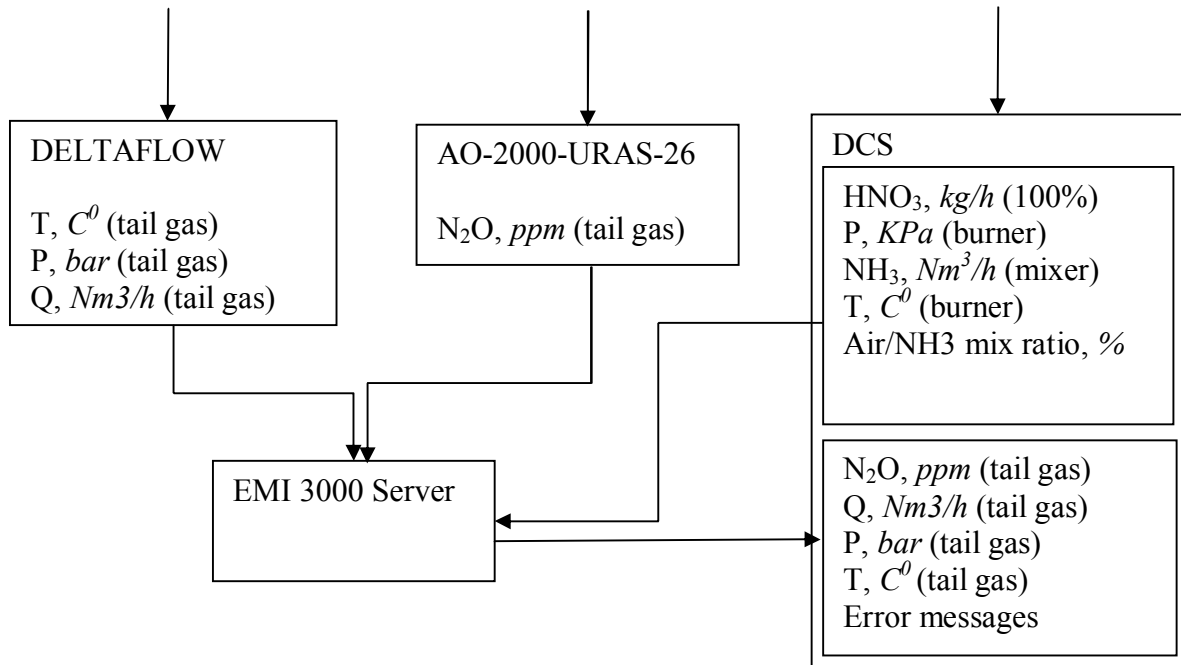 DELTAFLOW
T, C⁰ (tail gas)
P, bar (tail gas)
Q, Nm3/h (tail gas)
AO-2000-URAS-26
N₂O, ppm (tail gas)
DCS
HNO₃, kg/h (100%)
P, KPa (burner)
NH₃, Nm³/h (mixer)
T, C⁰ (burner)
Air/NH3 mix ratio, %
EMI 3000 Server
N₂O, ppm (tail gas)
Q, Nm3/h (tail gas)
P, bar (tail gas)
T, C⁰ (tail gas)
Error messages